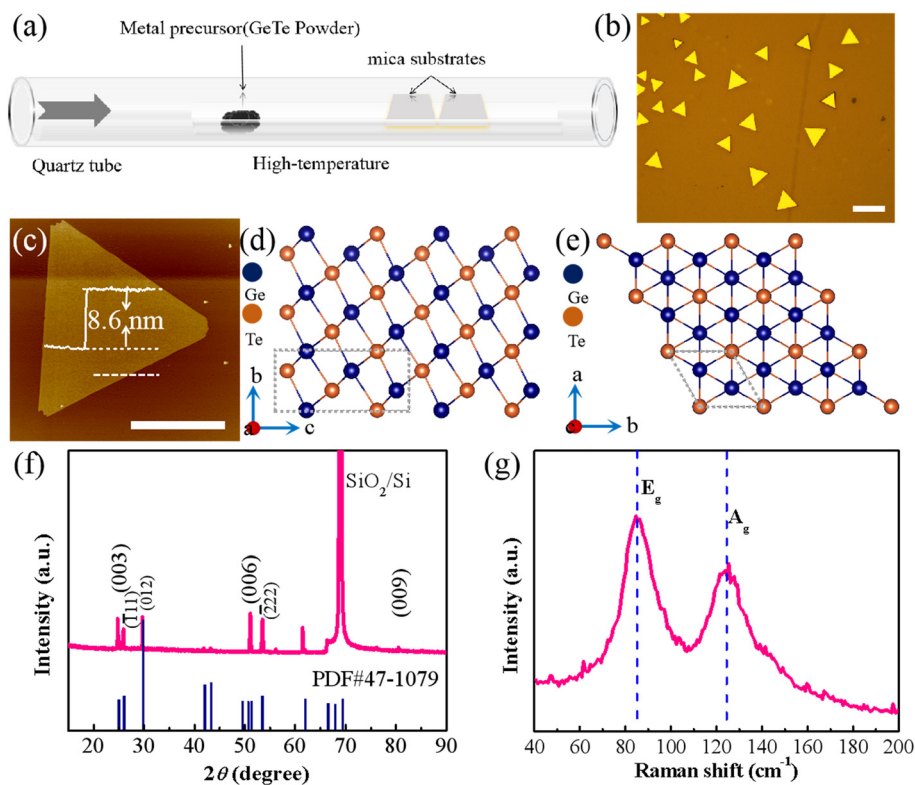 (a)
Metal precursor(GeTe Powder)
mica substrates
Quartz tube
High-temperature
(b)
(c)
8.6 nm
(d)
Ge
Te
b
a
c
(e)
Ge
Te
a
c
b
(f)
Intensity (a.u.)
(003)
(1̅11)
(012)
(006)
(2̅22)
SiO₂/Si
(009)
PDF#47-1079
20 30 40 50 60 70 80 90
2θ (degree)
(g)
Intensity (a.u.)
E_g
A_g
40 60 80 100 120 140 160 180 200
Raman shift (cm⁻¹)